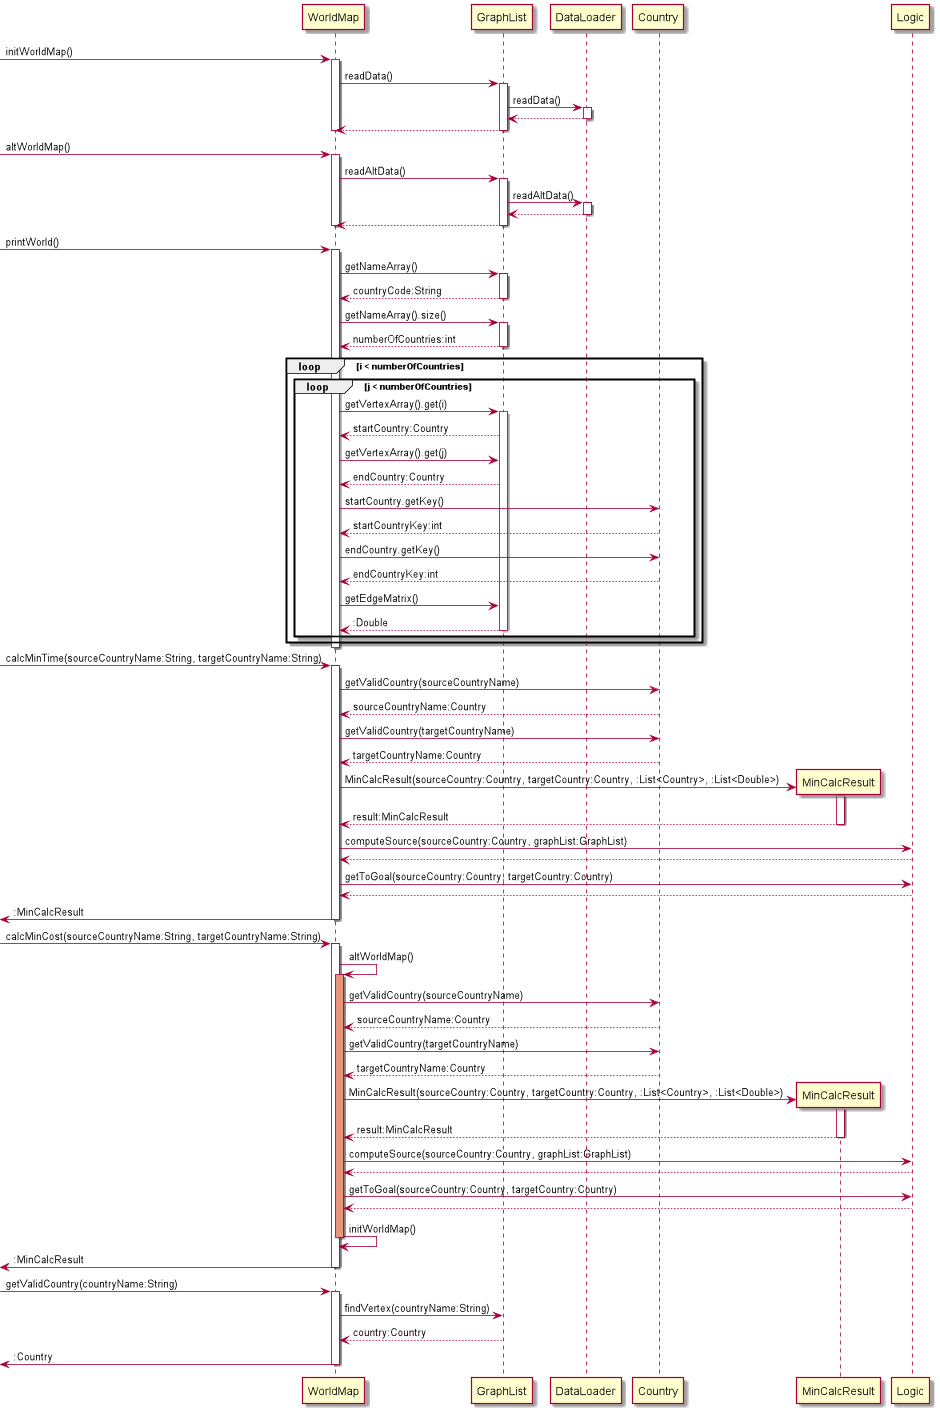 WorldMap GraphList DataLoader Country Logic
initWorldMap()
readData()
readData()
altWorldMap()
readAltData()
readAltData()
printWorld()
getNameArray()
countryCode:String
getNameArray().size()
numberOfCountries:int
loop [i < numberOfCountries]
loop [j < numberOfCountries]
getVertexArray().get(i)
startCountry:Country
getVertexArray().get(j)
endCountry:Country
startCountry.getKey()
startCountryKey:int
endCountry.getKey()
endCountryKey:int
getEdgeMatrix()
:Double
calcMinTime(sourceCountryName:String, targetCountryName:String)
getValidCountry(sourceCountryName)
sourceCountryName:Country
getValidCountry(targetCountryName)
targetCountryName:Country
MinCalcResult(sourceCountry:Country, targetCountry:Country, :List<Country>, :List<Double>) MinCalcResult
result:MinCalcResult
computeSource(sourceCountry:Country, graphList:GraphList)
getToGoal(sourceCountry:Country, targetCountry:Country)
:MinCalcResult
calcMinCost(sourceCountryName:String, targetCountryName:String)
altWorldMap()
getValidCountry(sourceCountryName)
sourceCountryName:Country
getValidCountry(targetCountryName)
targetCountryName:Country
MinCalcResult(sourceCountry:Country, targetCountry:Country, :List<Country>, :List<Double>) MinCalcResult
result:MinCalcResult
computeSource(sourceCountry:Country, graphList:GraphList)
getToGoal(sourceCountry:Country, targetCountry:Country)
initWorldMap()
:MinCalcResult
getValidCountry(countryName:String)
findVertex(countryName:String)
country:Country
:Country
WorldMap GraphList DataLoader Country MinCalcResult Logic